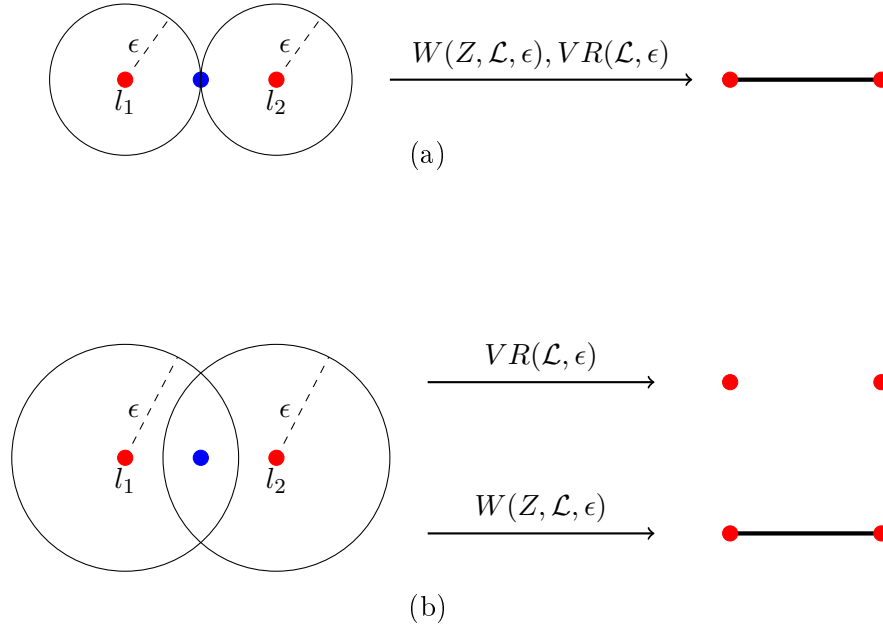 ϵ ϵ
l₁ l₂
W(Z, ℒ, ϵ), VR(ℒ, ϵ)
(a)
VR(ℒ, ϵ)
ϵ ϵ
l₁ l₂
W(Z, ℒ, ϵ)
(b)